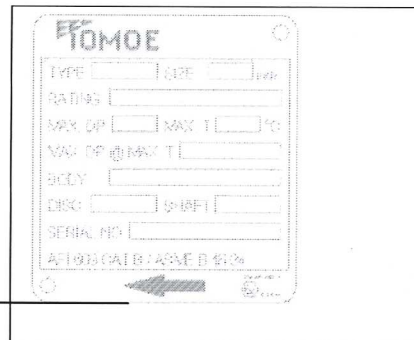 TOMOE
TYPE SIZE mm
RATING
MAX DP MAX T °C
MAX DP @ MAX T
BODY
DISC SHAFT
SERIAL NO
API 609 CAT B / ASME B 16.34